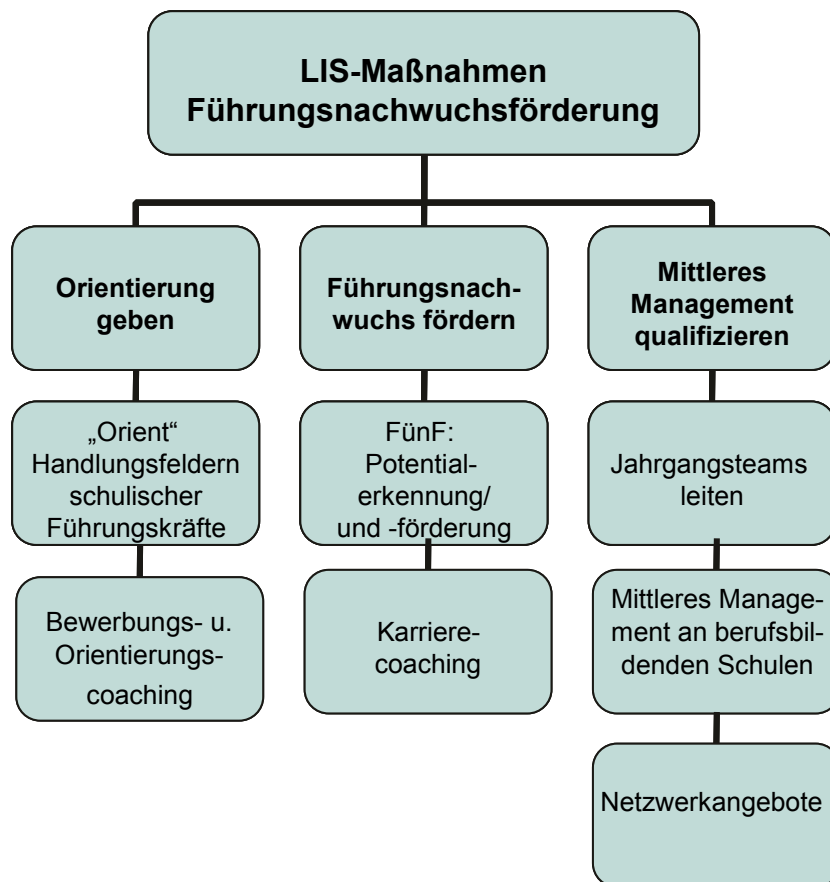 LIS-Maßnahmen
Führungsnachwuchsförderung
Orientierung
geben
Führungsnach-
wuchs fördern
Mittleres
Management
qualifizieren
„Orient“
Handlungsfeldern
schulischer
Führungskräfte
FünF:
Potential-
erkennung/
und -förderung
Jahrgangsteams
leiten
Bewerbungs- u.
Orientierungs-
coaching
Karriere-
coaching
Mittleres Manage-
ment an berufsbil-
denden Schulen
Netzwerkangebote